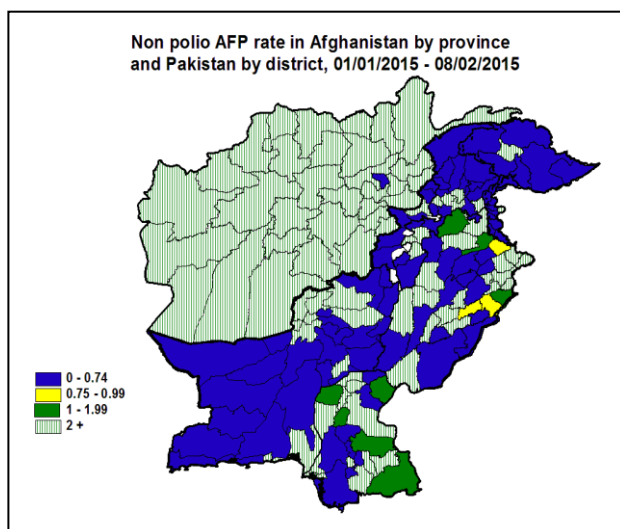 Non polio AFP rate in Afghanistan by province
and Pakistan by district, 01/01/2015 - 08/02/2015
0 - 0.74
0.75 - 0.99
1 - 1.99
2 +